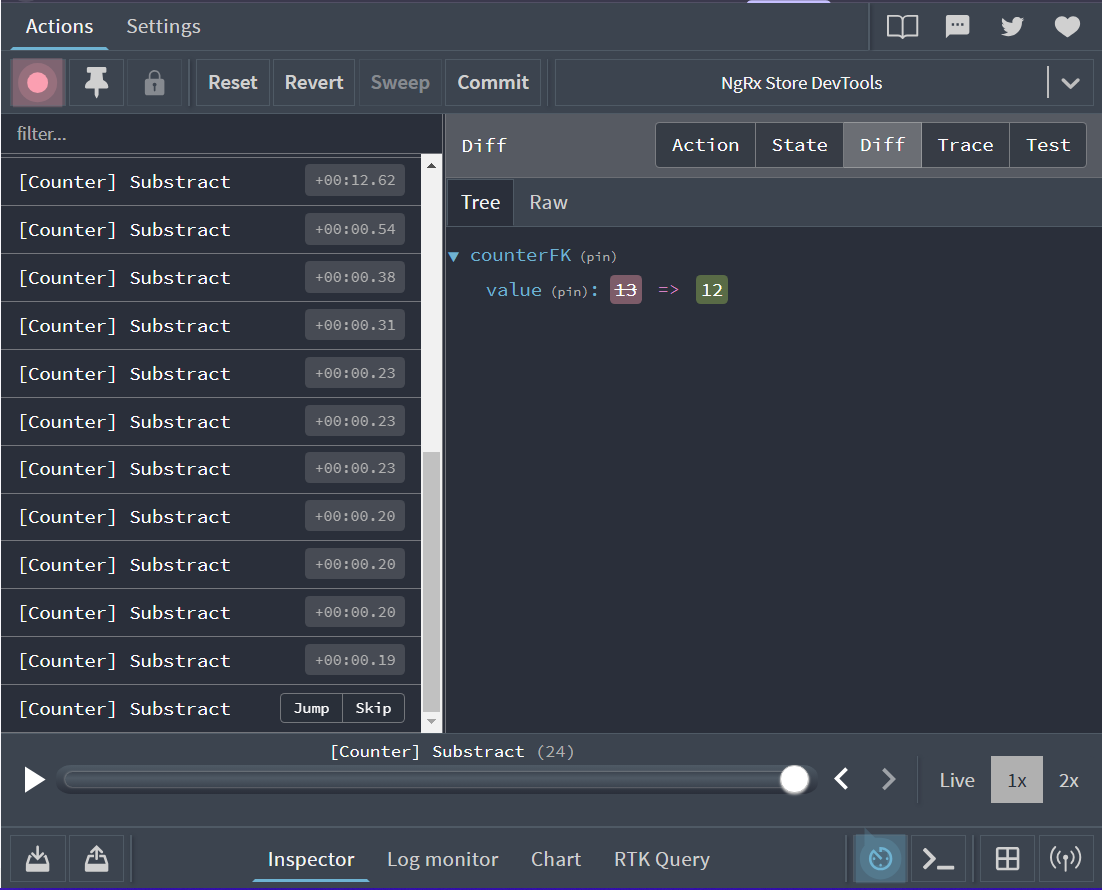 Actions Settings
Reset Revert Sweep Commit NgRx Store DevTools
filter...
Diff Action State Diff Trace Test
Tree Raw
[Counter] Substract +00:12.62
[Counter] Substract +00:00.54
[Counter] Substract +00:00.38
[Counter] Substract +00:00.31
[Counter] Substract +00:00.23
[Counter] Substract +00:00.23
[Counter] Substract +00:00.23
[Counter] Substract +00:00.20
[Counter] Substract +00:00.20
[Counter] Substract +00:00.20
[Counter] Substract +00:00.19
[Counter] Substract Jump Skip
counterFK (pin)
value (pin): 13 => 12
[Counter] Substract (24)
Live 1x 2x
Inspector Log monitor Chart RTK Query